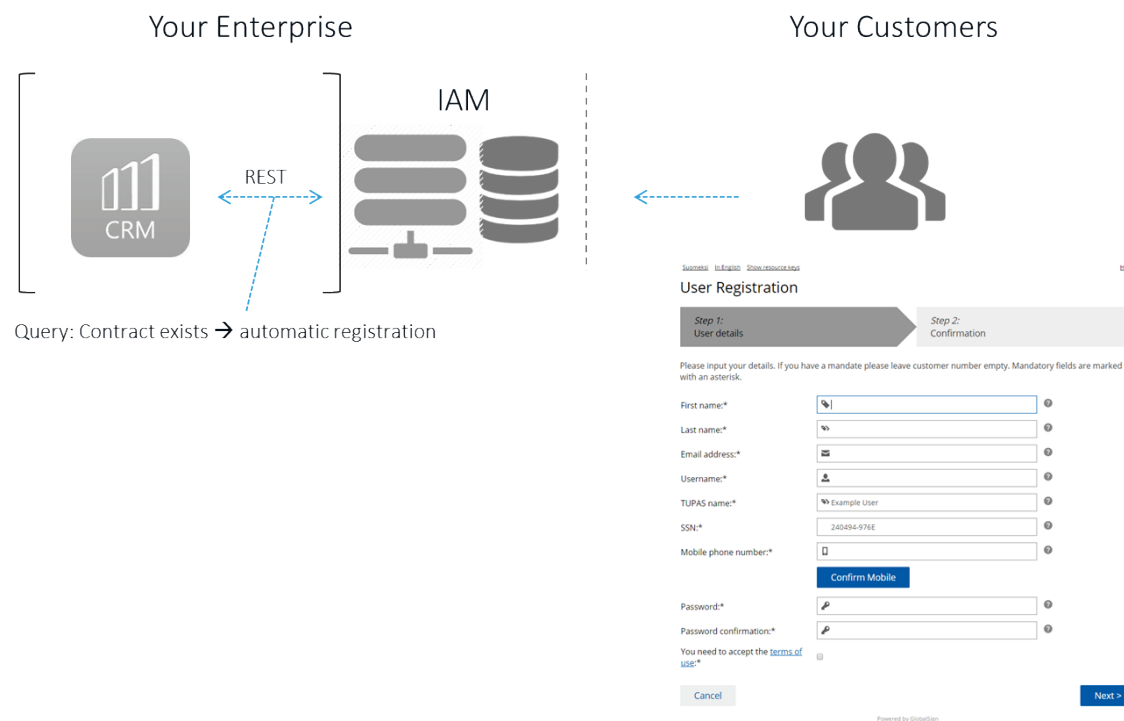 Your Enterprise
Your Customers
IAM
REST
CRM
Query: Contract exists → automatic registration
Suomeksi In English Show resource keys
User Registration
Step 1:
User details
Step 2:
Confirmation
Please input your details. If you have a mandate please leave customer number empty. Mandatory fields are marked
with an asterisk.
First name:*
Last name:*
Email address:*
Username:*
TUPAS name:*
Example User
SSN:*
240494-976E
Mobile phone number:*
Confirm Mobile
Password:*
Password confirmation:*
You need to accept the terms of
use:*
Cancel
Next >
Powered by GlobalSign